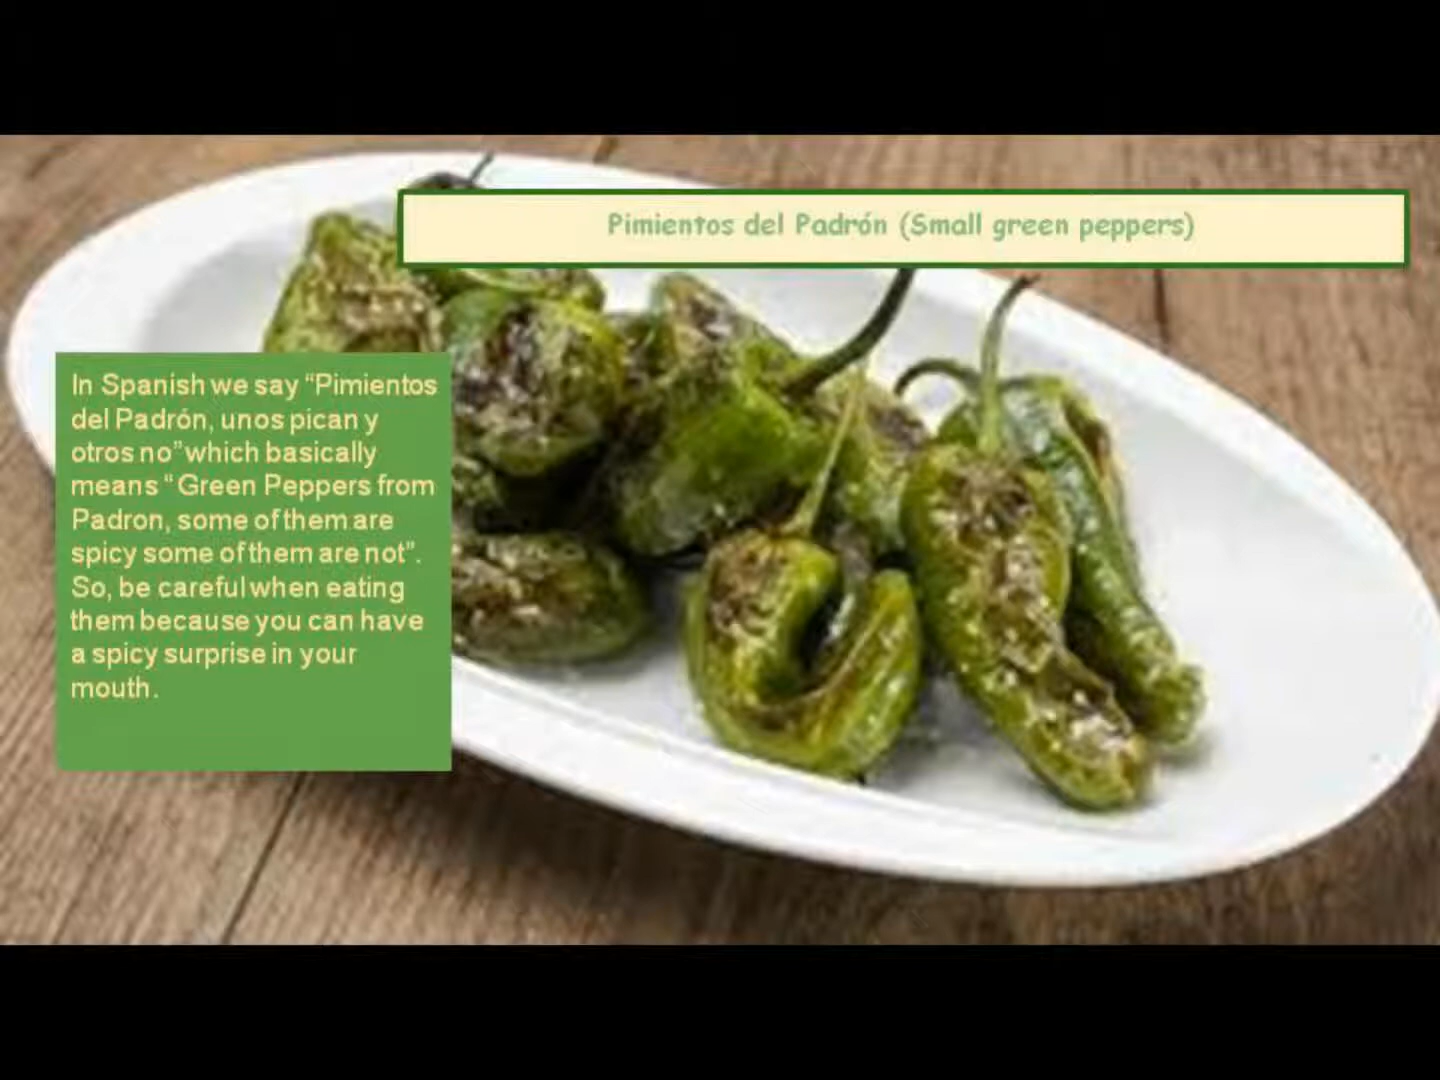 Pimientos del Padrón (Small green peppers)
In Spanish we say “Pimientos
del Padrón, unos pican y
otros no”which basically
means “ Green Peppers from
Padron, some of them are
spicy some of them are not”.
So, be careful when eating
them because you can have
a spicy surprise in your
mouth.